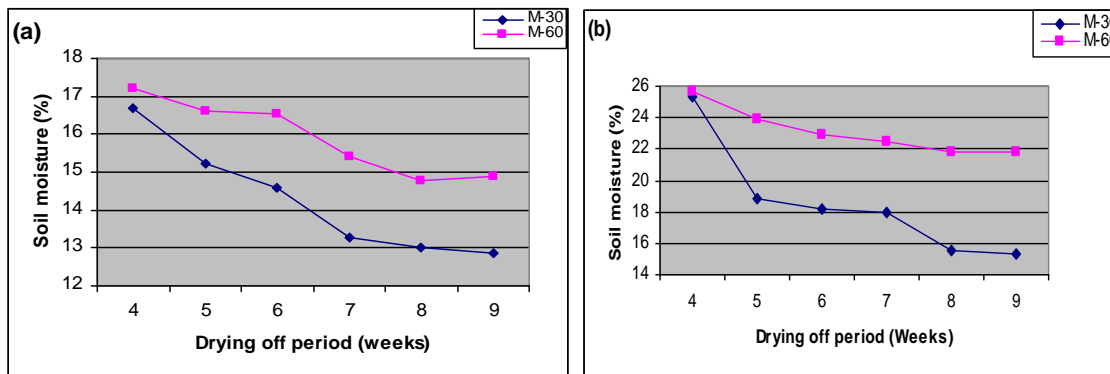 (a)
M-30
M-60
18
17
16
15
14
13
12
Soil moisture (%)
4 5 6 7 8 9
Drying off period (weeks)
(b)
M-30
M-60
26
24
22
20
18
16
14
Soil moisture (%)
4 5 6 7 8 9
Drying off period (Weeks)